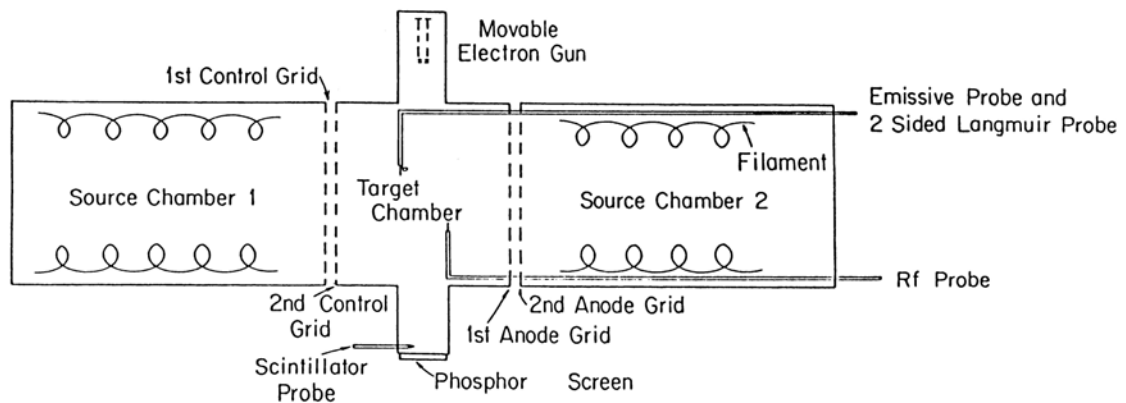 Movable
Electron Gun
1st Control Grid
Emissive Probe and
2 Sided Langmuir Probe
Filament
Source Chamber 1
Target
Chamber
Source Chamber 2
Rf Probe
2nd Control
Grid
2nd Anode Grid
1st Anode Grid
Scintillator
Probe
Phosphor Screen